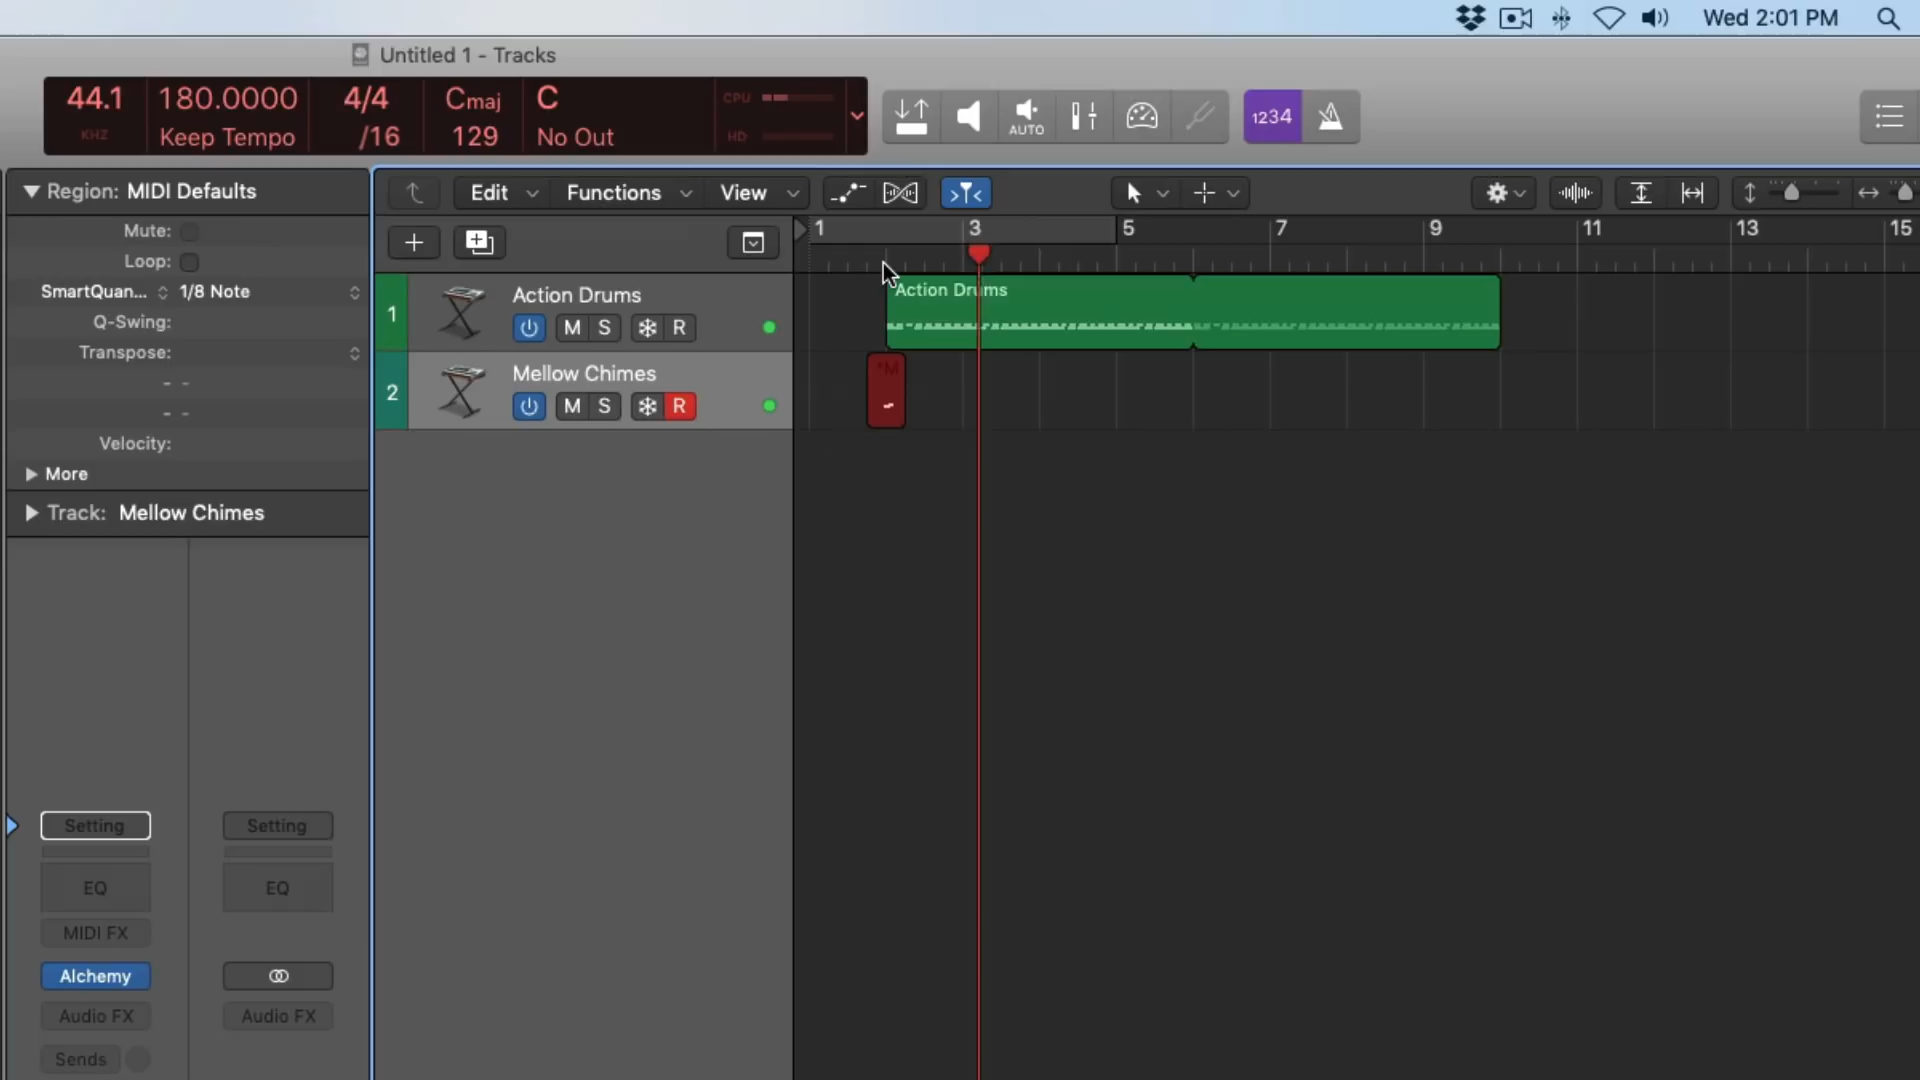 Wed 2:01 PM
Untitled 1 - Tracks
44.1
KHZ
180.0000
Keep Tempo
4/4
/16
Cmaj
129
C
No Out
CPU
HD
AUTO
1234
Region: MIDI Defaults
Mute:
Loop:
SmartQuan... 1/8 Note
Q-Swing:
Transpose:
- -
- -
Velocity:
More
Track: Mellow Chimes
Setting
Setting
EQ
EQ
MIDI FX
Alchemy
Audio FX
Audio FX
Sends
Edit
Functions
View
1 3 5 7 9 11 13 15
1
Action Drums
M S R
Action Drums
2
Mellow Chimes
M S R
*M